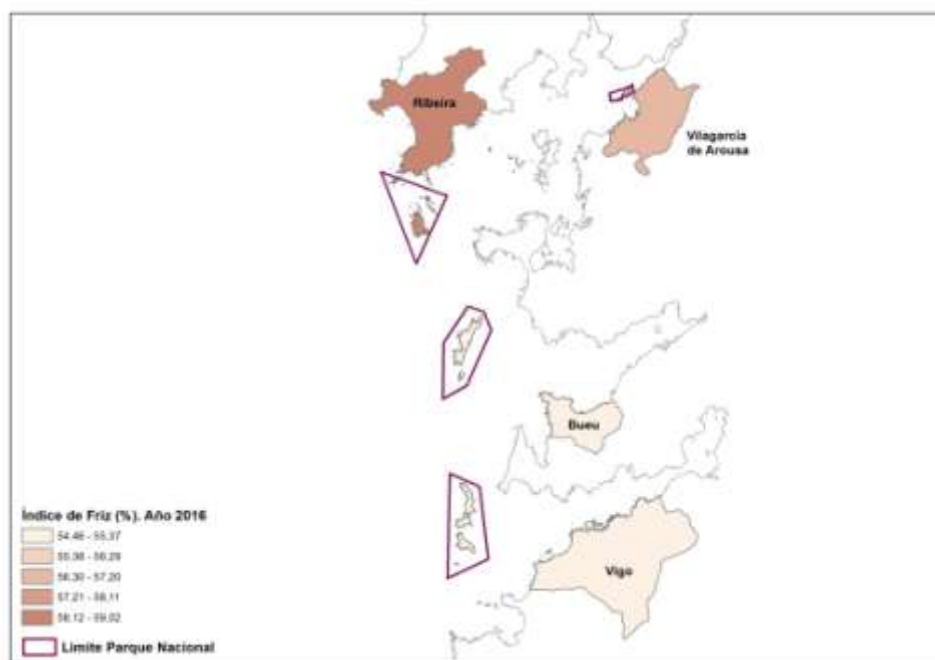 Ribeira
Vilagarcía
de Arousa
Bueu
Vigo
Índice de Friz (%). Año 2016
54.46 - 55.37
55.38 - 56.29
56.30 - 57.20
57.21 - 58.11
58.12 - 59.02
Limite Parque Nacional